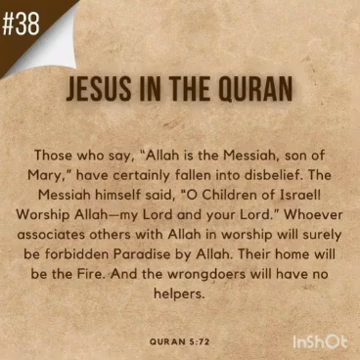 #38
JESUS IN THE QURAN
Those who say, "Allah is the Messiah, son of
Mary," have certainly fallen into disbelief. The
Messiah himself said, "O Children of Israel!
Worship Allah—my Lord and your Lord." Whoever
associates others with Allah in worship will surely
be forbidden Paradise by Allah. Their home will
be the Fire. And the wrongdoers will have no
helpers.
QURAN 5:72
InShOt